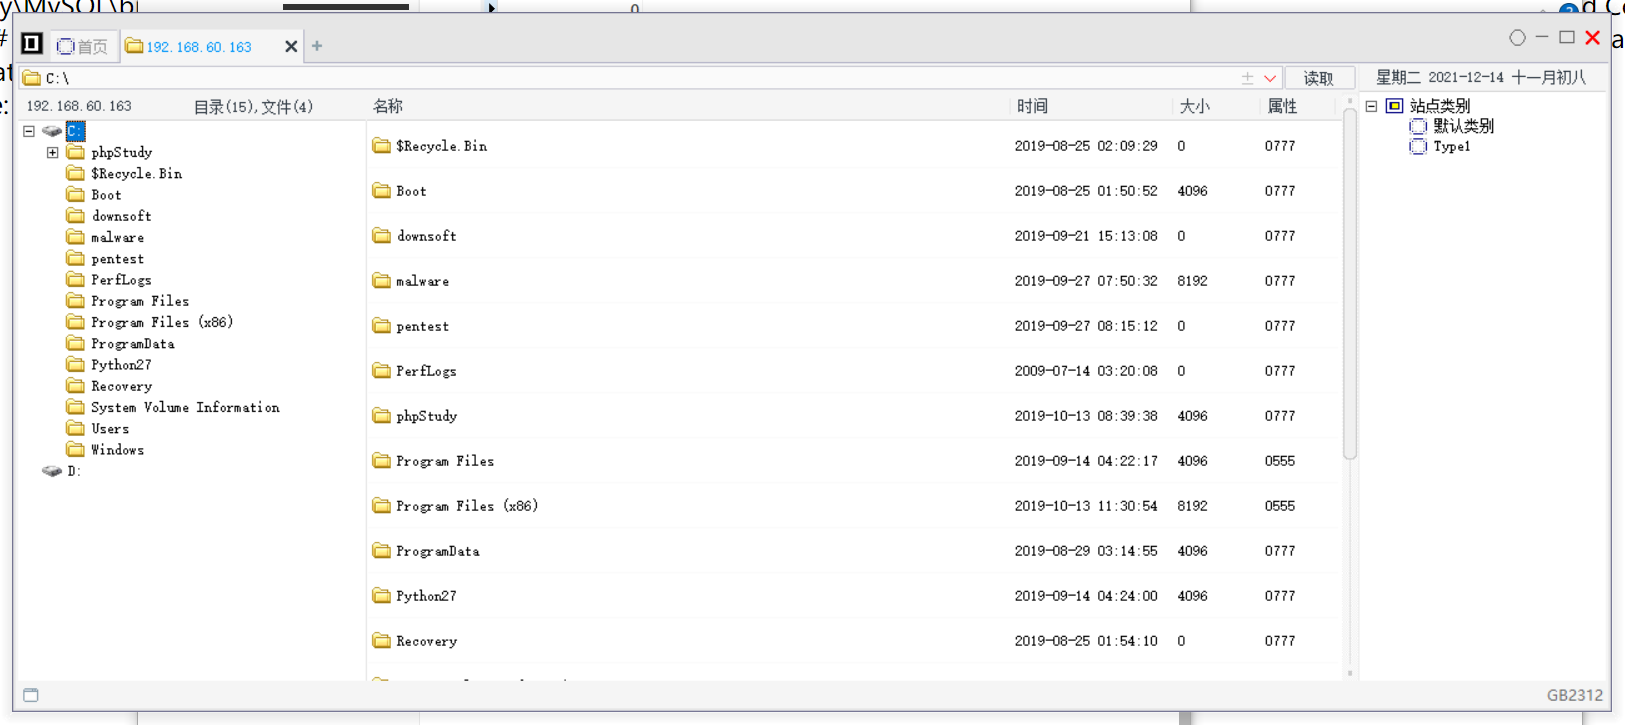 y\MySQL\bi
0
2
d Co
#
首页
192.168.60.163
+
a
at
C:\
读取
星期二 2021-12-14 十一月初八
e:
192.168.60.163 目录(15),文件(4)
名称 时间 大小 属性
站点类别
默认类别
Type1
C:
phpStudy
$Recycle.Bin
Boot
downsoft
malware
pentest
PerfLogs
Program Files
Program Files (x86)
ProgramData
Python27
Recovery
System Volume Information
Users
Windows
D:
$Recycle.Bin 2019-08-25 02:09:29 0 0777
Boot 2019-08-25 01:50:52 4096 0777
downsoft 2019-09-21 15:13:08 0 0777
malware 2019-09-27 07:50:32 8192 0777
pentest 2019-09-27 08:15:12 0 0777
PerfLogs 2009-07-14 03:20:08 0 0777
phpStudy 2019-10-13 08:39:38 4096 0777
Program Files 2019-09-14 04:22:17 4096 0555
Program Files (x86) 2019-10-13 11:30:54 8192 0555
ProgramData 2019-08-29 03:14:55 4096 0777
Python27 2019-09-14 04:24:00 4096 0777
Recovery 2019-08-25 01:54:10 0 0777
GB2312